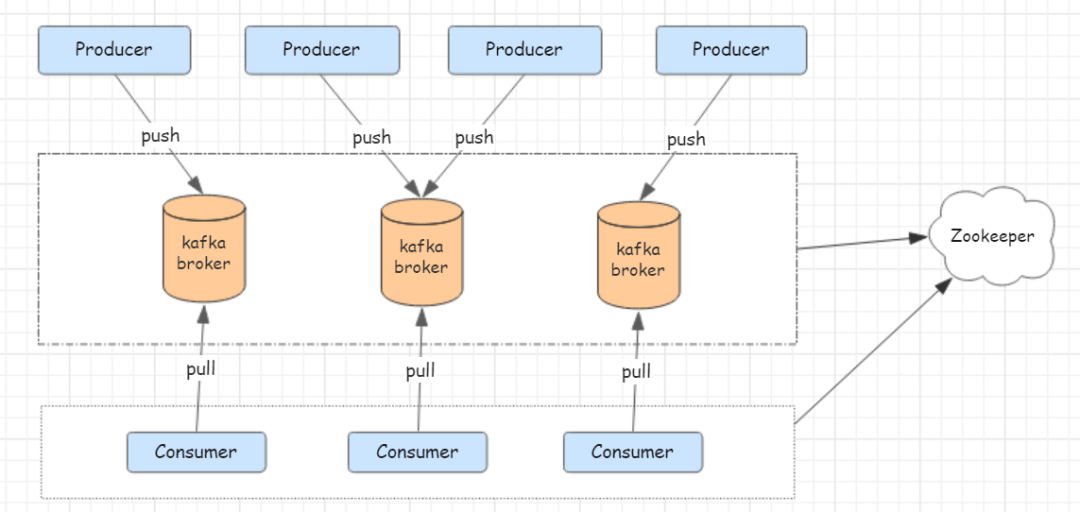 Producer
Producer
Producer
Producer
push
push
push
push
kafka
broker
kafka
broker
kafka
broker
Zookeeper
pull
pull
pull
Consumer
Consumer
Consumer